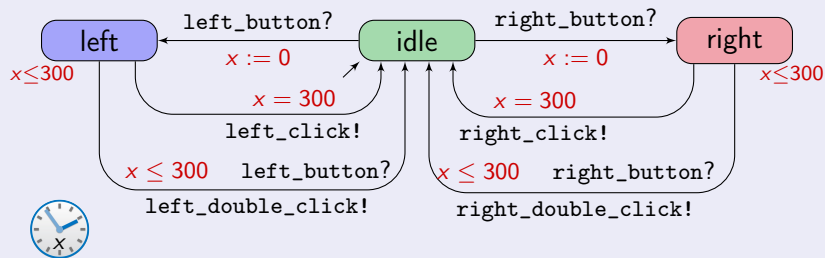 left_button?
right_button?
left
idle
right
x := 0
x := 0
x≤300
x≤300
x = 300
x = 300
left_click!
right_click!
x ≤ 300
left_button?
x ≤ 300
right_button?
left_double_click!
right_double_click!
x